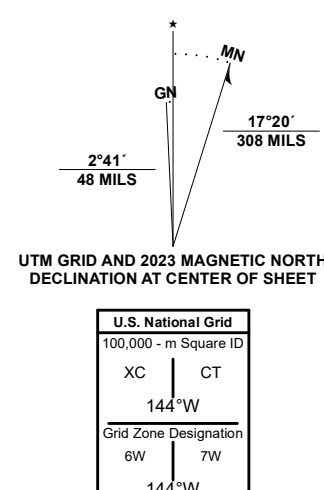 ★
MN
GN
17°20´
308 MILS
2°41´
48 MILS
UTM GRID AND 2023 MAGNETIC NORTH
DECLINATION AT CENTER OF SHEET
U.S. National Grid
100,000 - m Square ID
XC CT
144°W
Grid Zone Designation
6W 7W
144°W